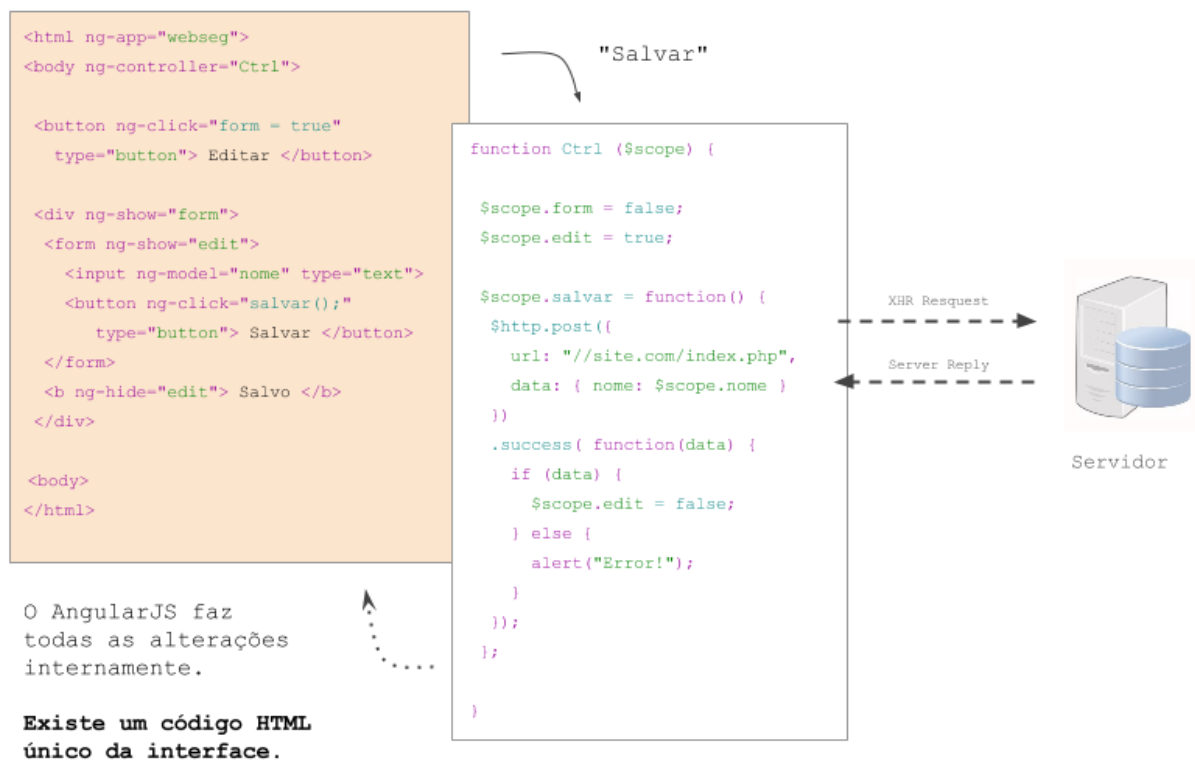 <html ng-app="webseg">
<body ng-controller="Ctrl">
<button ng-click="form = true"
type="button"> Editar </button>
<div ng-show="form">
<form ng-show="edit">
<input ng-model="nome" type="text">
<button ng-click="salvar();"
type="button"> Salvar </button>
</form>
<b ng-hide="edit"> Salvo </b>
</div>
<body>
</html>
"Salvar"
function Ctrl ($scope) {
$scope.form = false;
$scope.edit = true;
$scope.salvar = function() {
$http.post({
url: "//site.com/index.php",
data: { nome: $scope.nome }
})
.success( function(data) {
if (data) {
$scope.edit = false;
} else {
alert("Error!");
}
});
};
}
XHR Resquest
Server Reply
Servidor
O AngularJS faz
todas as alterações
internamente.
Existe um código HTML
único da interface.